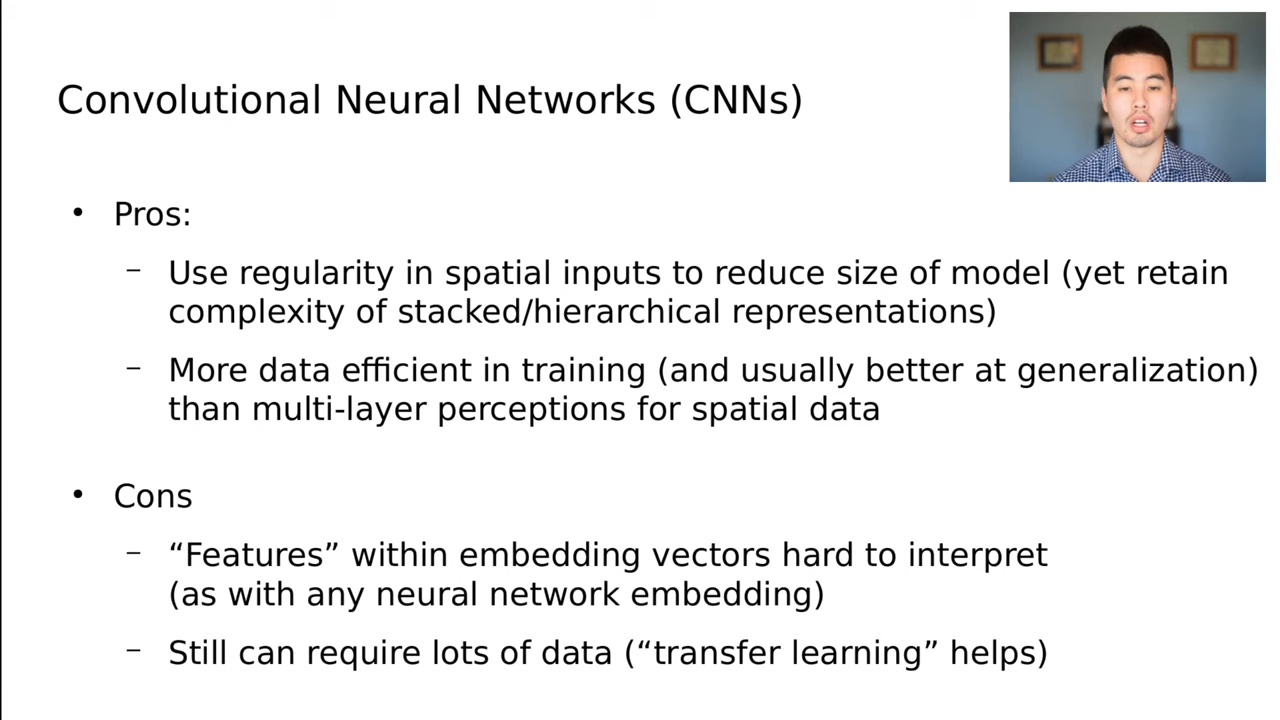 Convolutional Neural Networks (CNNs)
• Pros:
– Use regularity in spatial inputs to reduce size of model (yet retain
complexity of stacked/hierarchical representations)
– More data efficient in training (and usually better at generalization)
than multi-layer perceptions for spatial data
• Cons
– “Features” within embedding vectors hard to interpret
(as with any neural network embedding)
– Still can require lots of data (“transfer learning” helps)